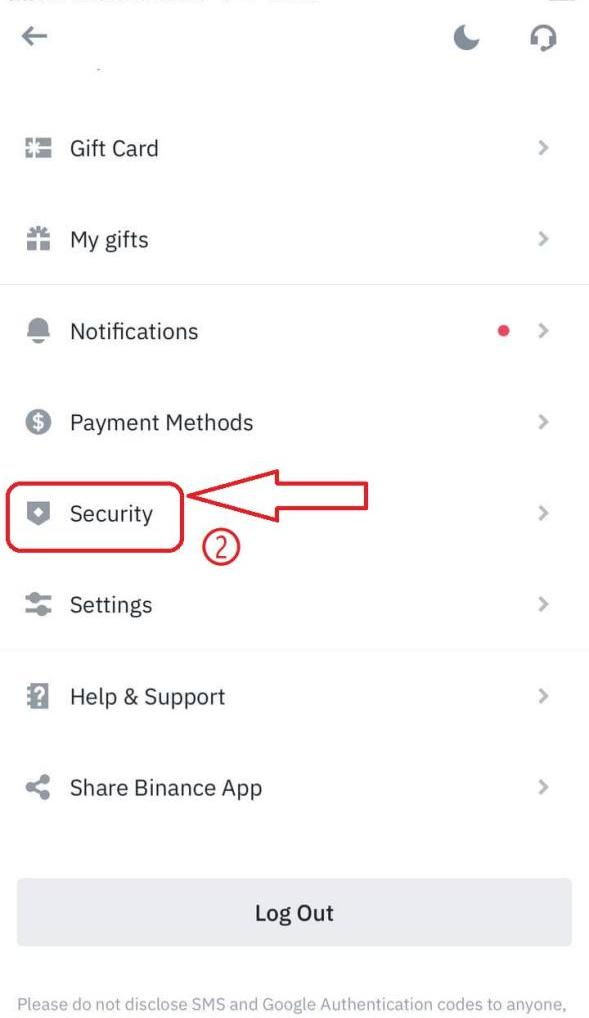 Gift Card
My gifts
Notifications
Payment Methods
Security
②
Settings
Help & Support
Share Binance App
Log Out
Please do not disclose SMS and Google Authentication codes to anyone,